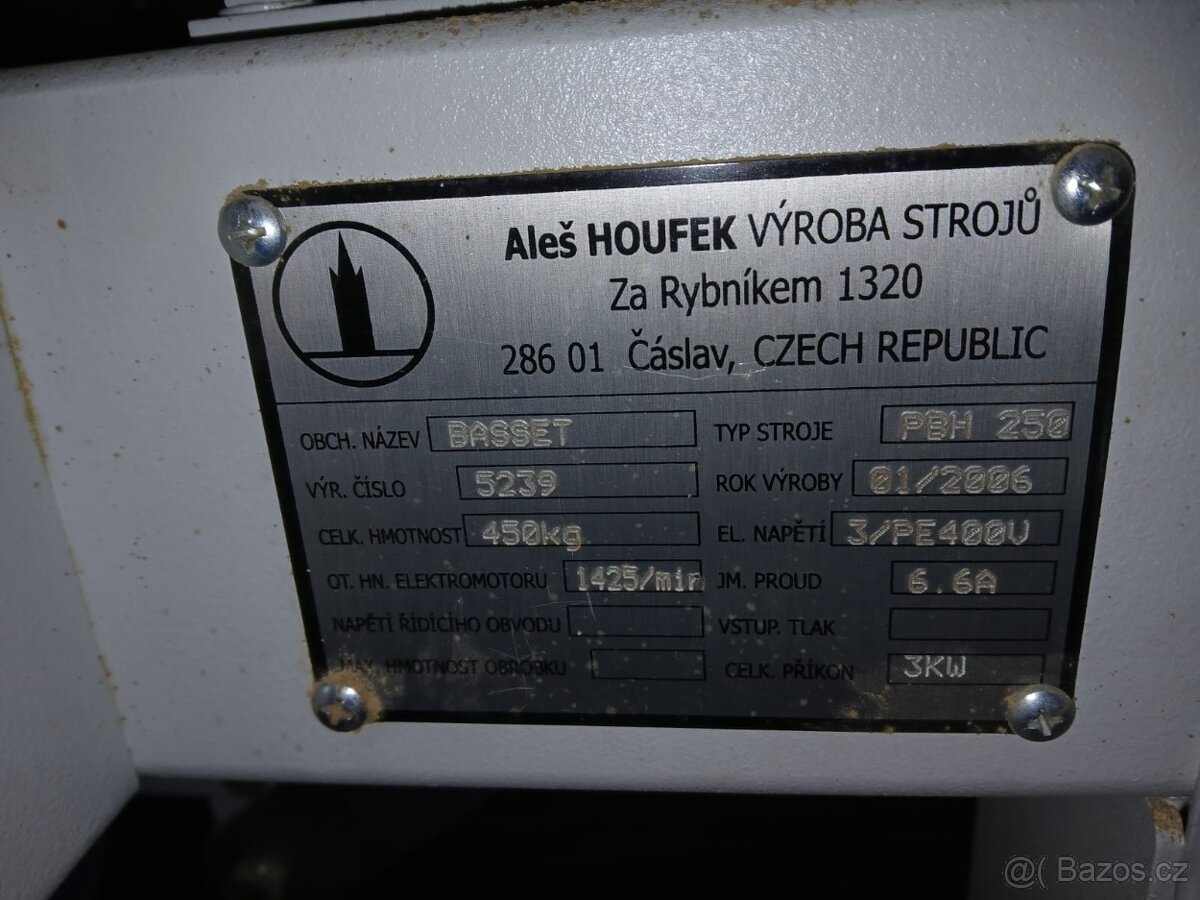 Aleš HOUFEK VÝROBA STROJŮ
Za Rybníkem 1320
286 01 Čáslav, CZECH REPUBLIC
OBCH. NÁZEV BASSET TYP STROJE PBH 250
VÝR. ČÍSLO 5239 ROK VÝROBY 01/2006
CELK. HMOTNOST 450kg EL. NAPĚTÍ 3/PE400V
OT. HN. ELEKTROMOTORU 1425/min JM. PROUD 6.6A
NAPĚTÍ ŘÍDÍCÍHO OBVODU VSTUP. TLAK
MAX. HMOTNOST OBROBKU CELK. PŘÍKON 3KW
@( Bazos.cz